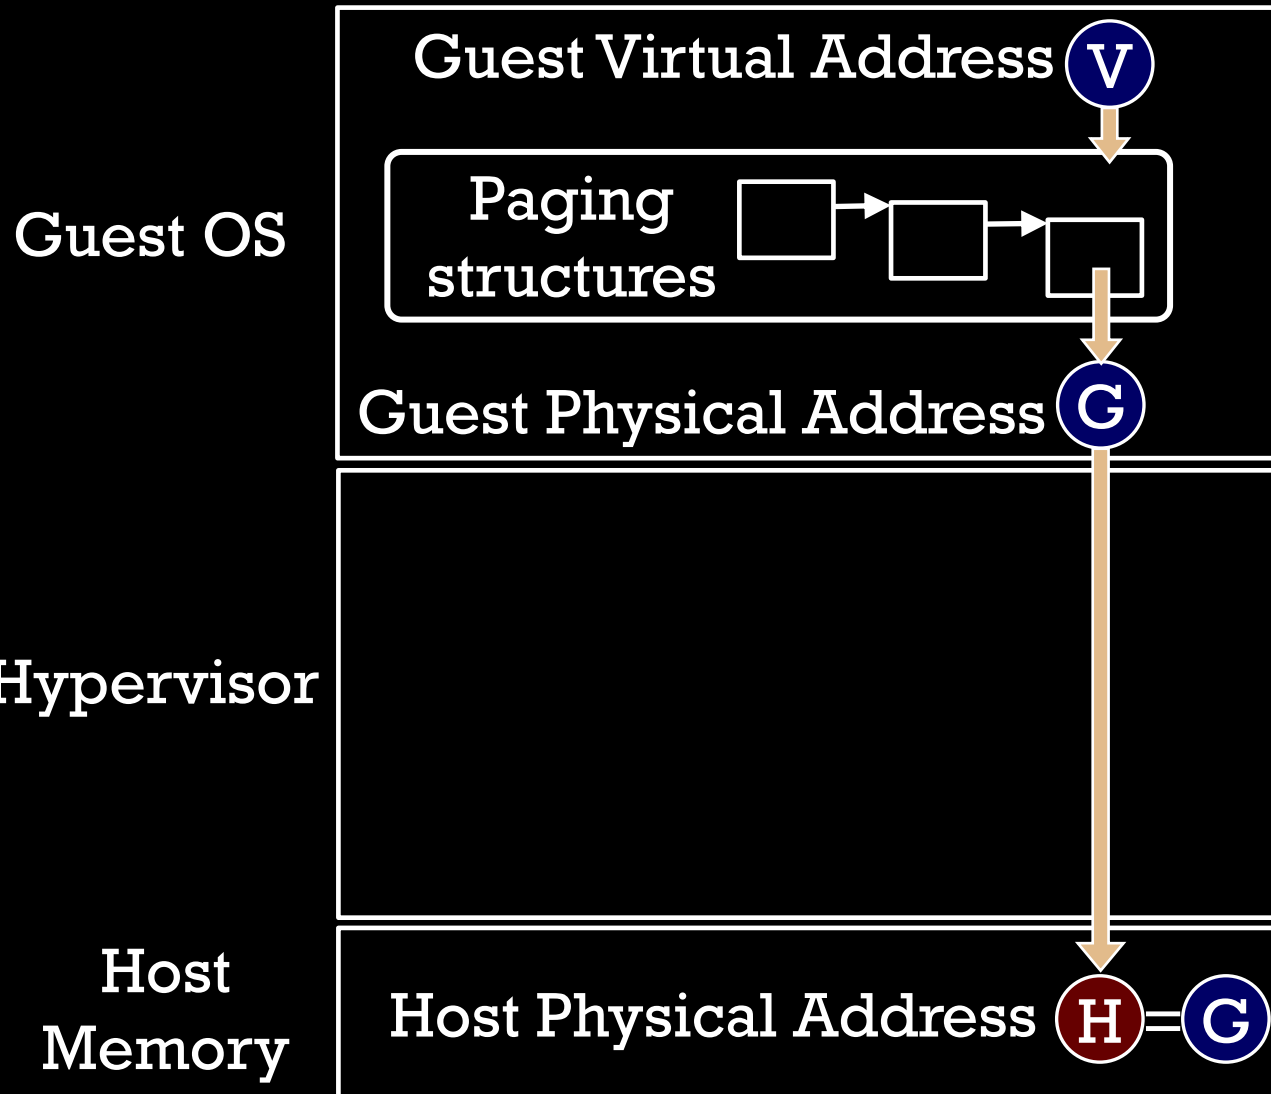 Guest OS
Guest Virtual Address V
Paging
structures
Guest Physical Address G
Hypervisor
Host
Memory
Host Physical Address H = G